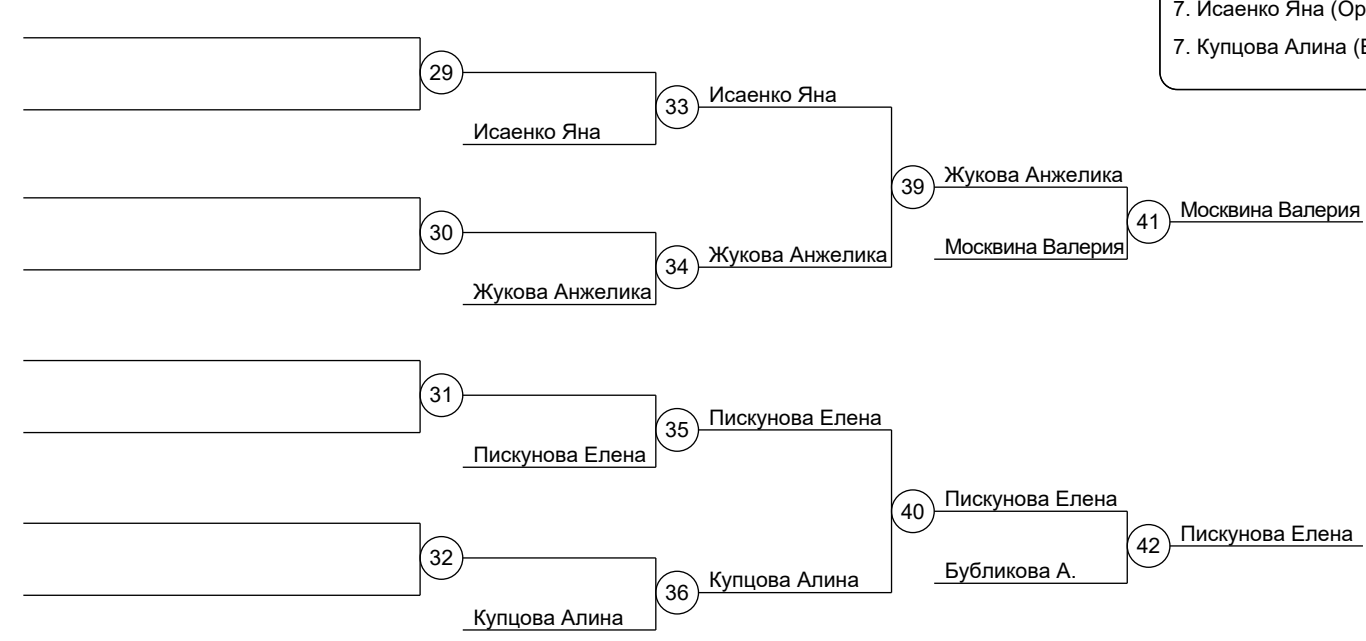 7. Исаенко Яна (Ор
7. Купцова Алина (
29
33
Исаенко Яна
Исаенко Яна
39
Жукова Анжелика
41
Москвина Валерия
Москвина Валерия
30
34
Жукова Анжелика
Жукова Анжелика
31
35
Пискунова Елена
Пискунова Елена
40
Пискунова Елена
42
Пискунова Елена
Бубликова А.
32
36
Купцова Алина
Купцова Алина